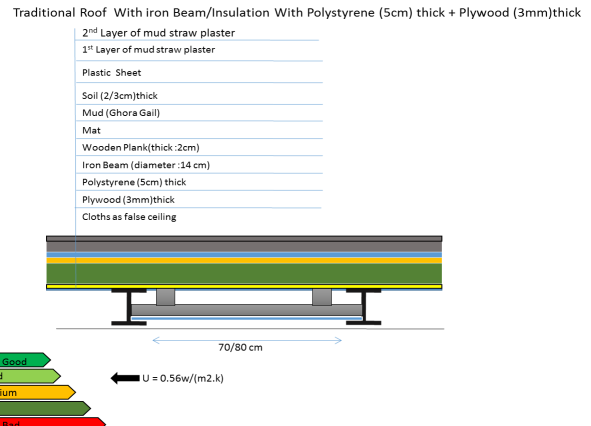 Traditional Roof With iron Beam/Insulation With Polystyrene (5cm) thick + Plywood (3mm)thick
2nd Layer of mud straw plaster
1st Layer of mud straw plaster
Plastic Sheet
Soil (2/3cm)thick
Mud (Ghora Gail)
Mat
Wooden Plank(thick :2cm)
Iron Beam (diameter :14 cm)
Polystyrene (5cm) thick
Plywood (3mm)thick
Cloths as false ceiling
70/80 cm
Good
U = 0.56w/(m2.k)
Bad